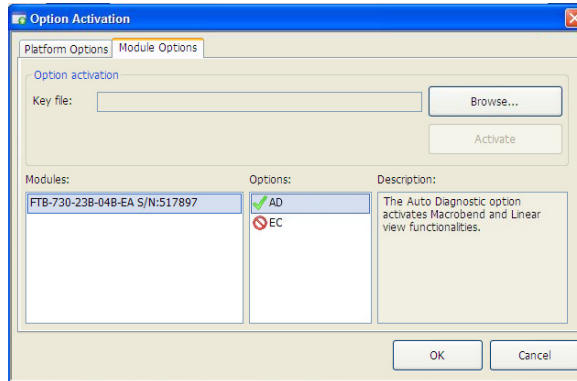 Option Activation
Platform Options
Module Options
Option activation
Key file:
Browse...
Activate
Modules:
Options:
Description:
FTB-730-23B-04B-EA S/N:517897
AD
EC
The Auto Diagnostic option
activates Macrobend and Linear
view functionalities.
OK
Cancel